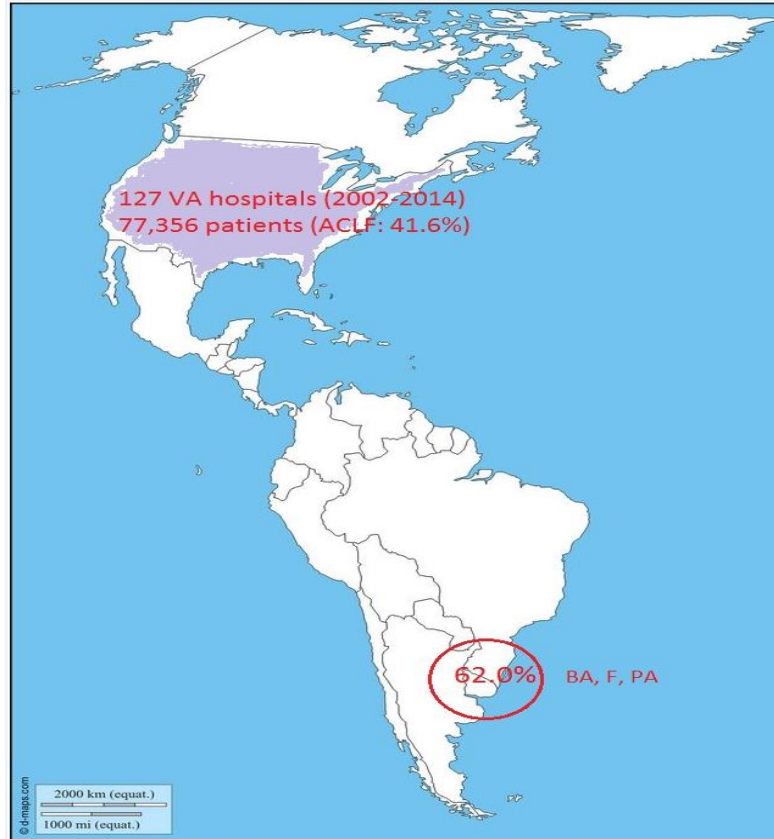 127 VA hospitals (2002-2014)
77,356 patients (ACLF: 41.6%)
62.0% BA, F, PA
2000 km (equat.)
1000 mi (equat.)
© d-maps.com